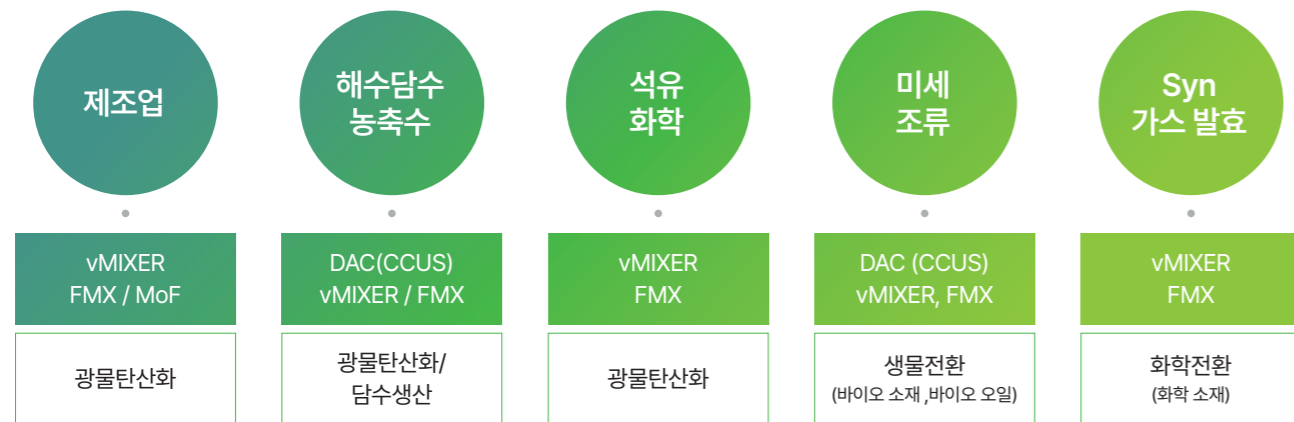 제조업
해수담수
농축수
석유
화학
미세
조류
Syn
가스 발효
vMIXER
FMX / MoF
DAC(CCUS)
vMIXER / FMX
vMIXER
FMX
DAC (CCUS)
vMIXER, FMX
vMIXER
FMX
광물탄산화
광물탄산화/
담수생산
광물탄산화
생물전환
(바이오 소재 ,바이오 오일)
화학전환
(화학 소재)